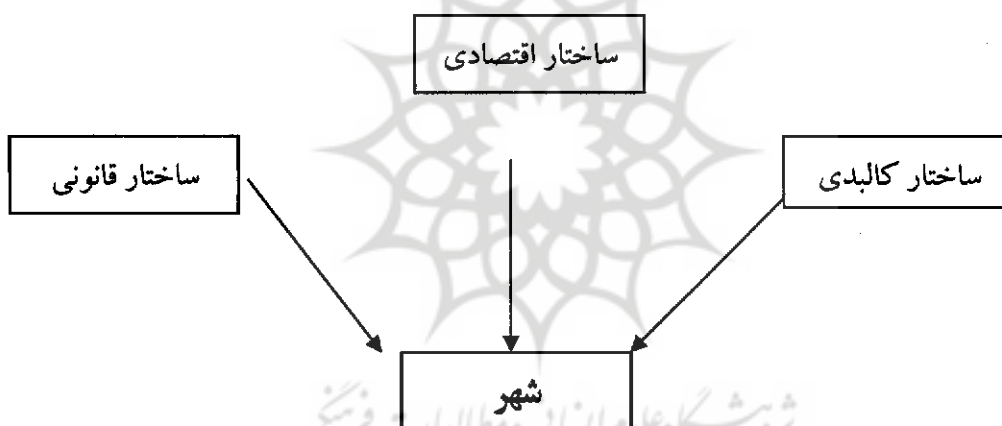 ساختار اقتصادی
ساختار کالبدی
ساختار قانونی
شهر